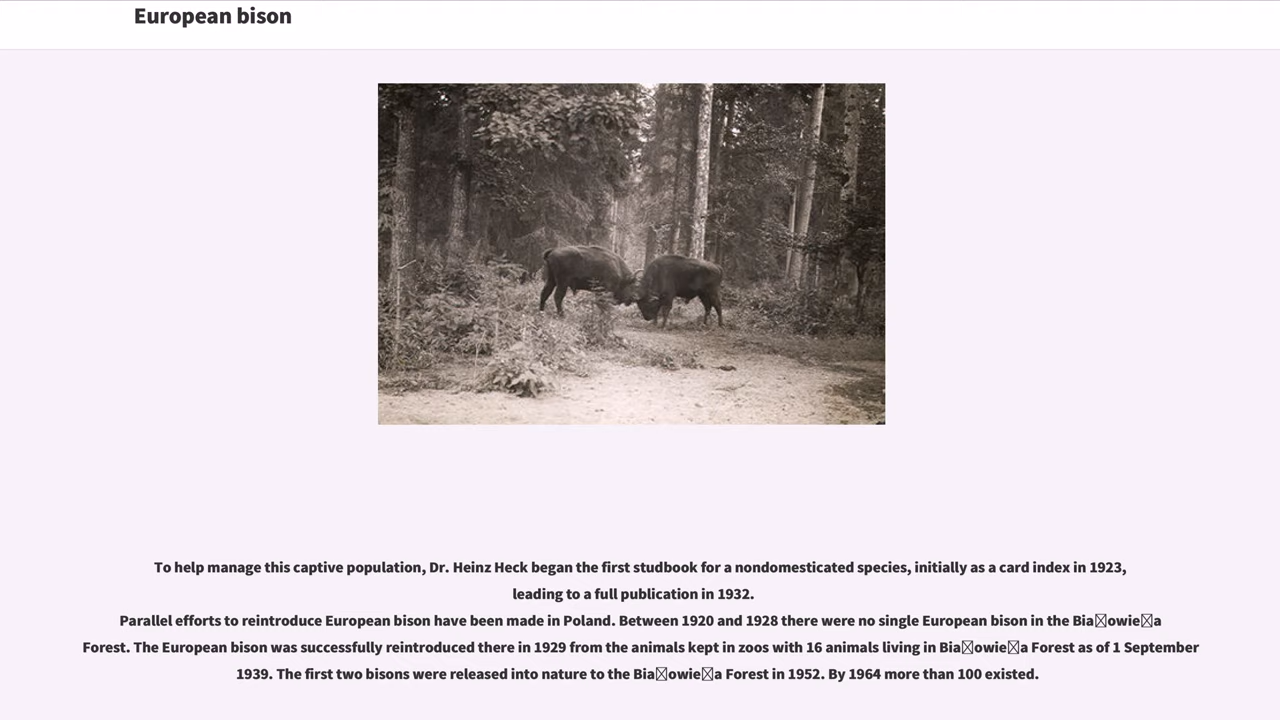 European bison
To help manage this captive population, Dr. Heinz Heck began the first studbook for a nondomesticated species, initially as a card index in 1923,
leading to a full publication in 1932.
Parallel efforts to reintroduce European bison have been made in Poland. Between 1920 and 1928 there were no single European bison in the Bia□owie□a
Forest. The European bison was successfully reintroduced there in 1929 from the animals kept in zoos with 16 animals living in Bia□owie□a Forest as of 1 September
1939. The first two bisons were released into nature to the Bia□owie□a Forest in 1952. By 1964 more than 100 existed.